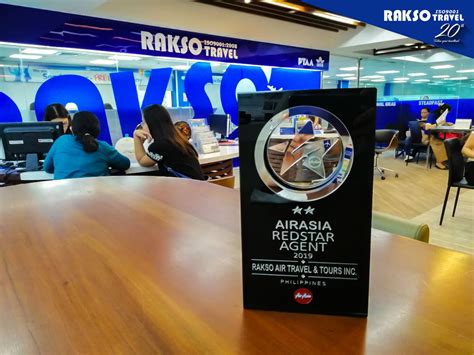 RAKSO ISO9001 TRAVEL
20
RAKSO ISO9001:2008 TRAVEL
PTAA
RAKSO
STEADFAST
AIRASIA
REDSTAR
AGENT
2019
RAKSO AIR TRAVEL & TOURS INC.
PHILIPPINES
AirAsia